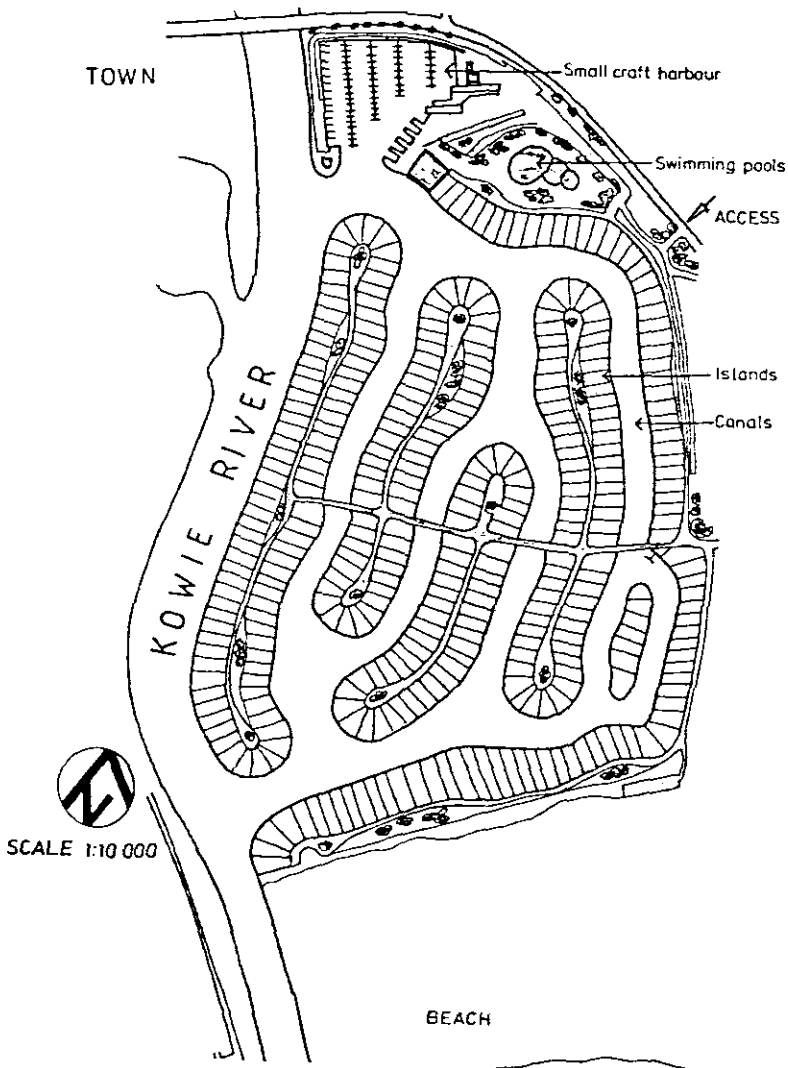 TOWN
Small craft harbour
Swimming pools
ACCESS
Islands
Canals
KOWIE RIVER
SCALE 1:10 000
BEACH